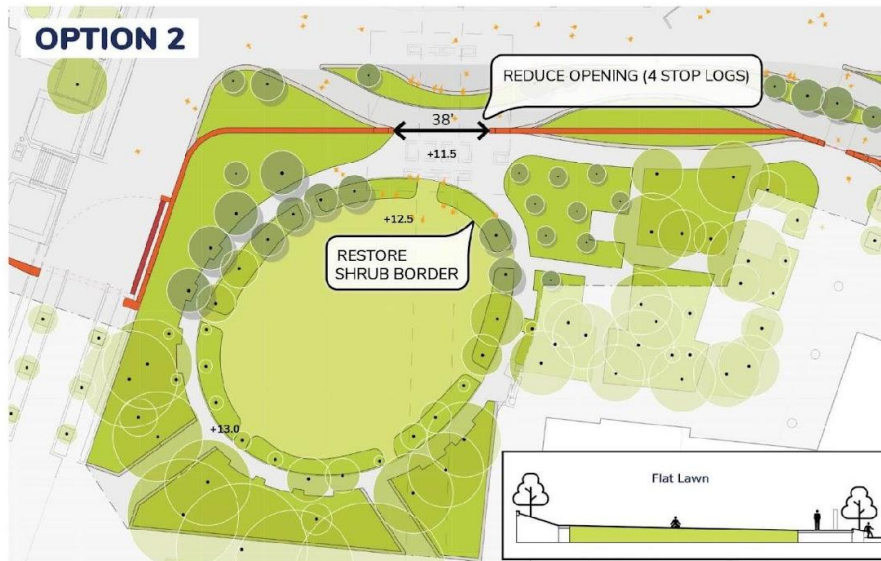 OPTION 2
REDUCE OPENING (4 STOP LOGS)
38'
+11.5
+12.5
RESTORE
SHRUB BORDER
+13.0
Flat Lawn